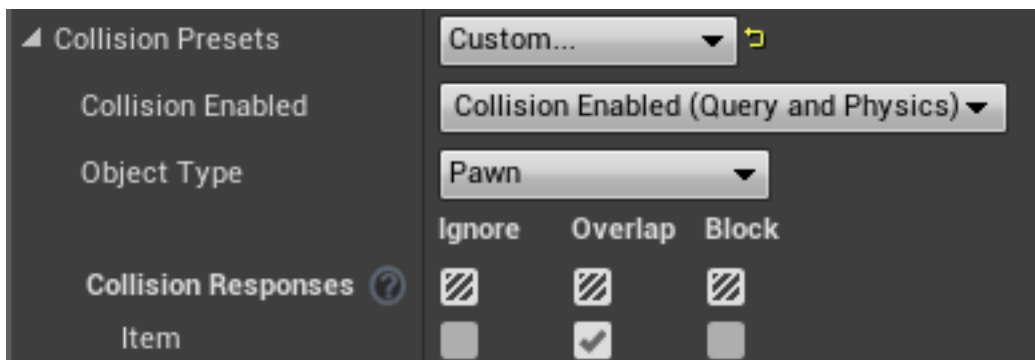 Collision Presets Custom...
Collision Enabled Collision Enabled (Query and Physics)
Object Type Pawn
Ignore Overlap Block
Collision Responses ?
Item